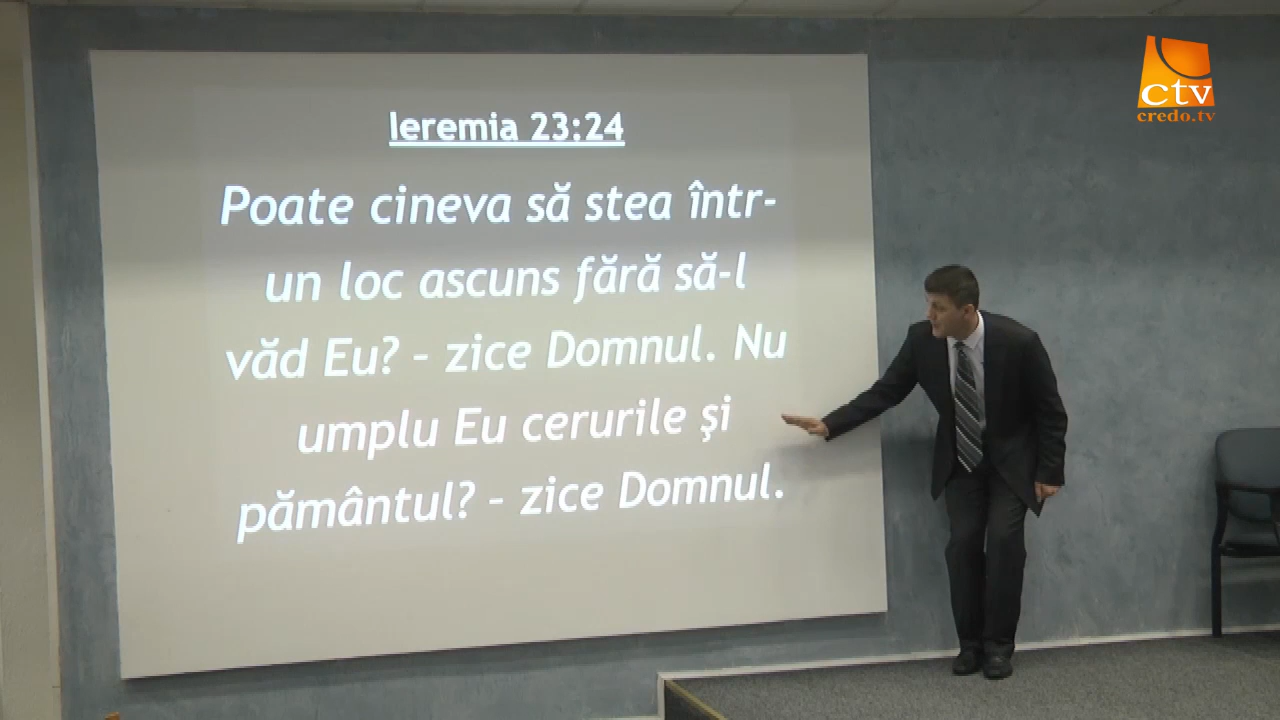 Ieremia 23:24
Poate cineva să stea într-
un loc ascuns fără să-l
văd Eu? – zice Domnul. Nu
umplu Eu cerurile şi
pământul? – zice Domnul.
ctv
credo.tv